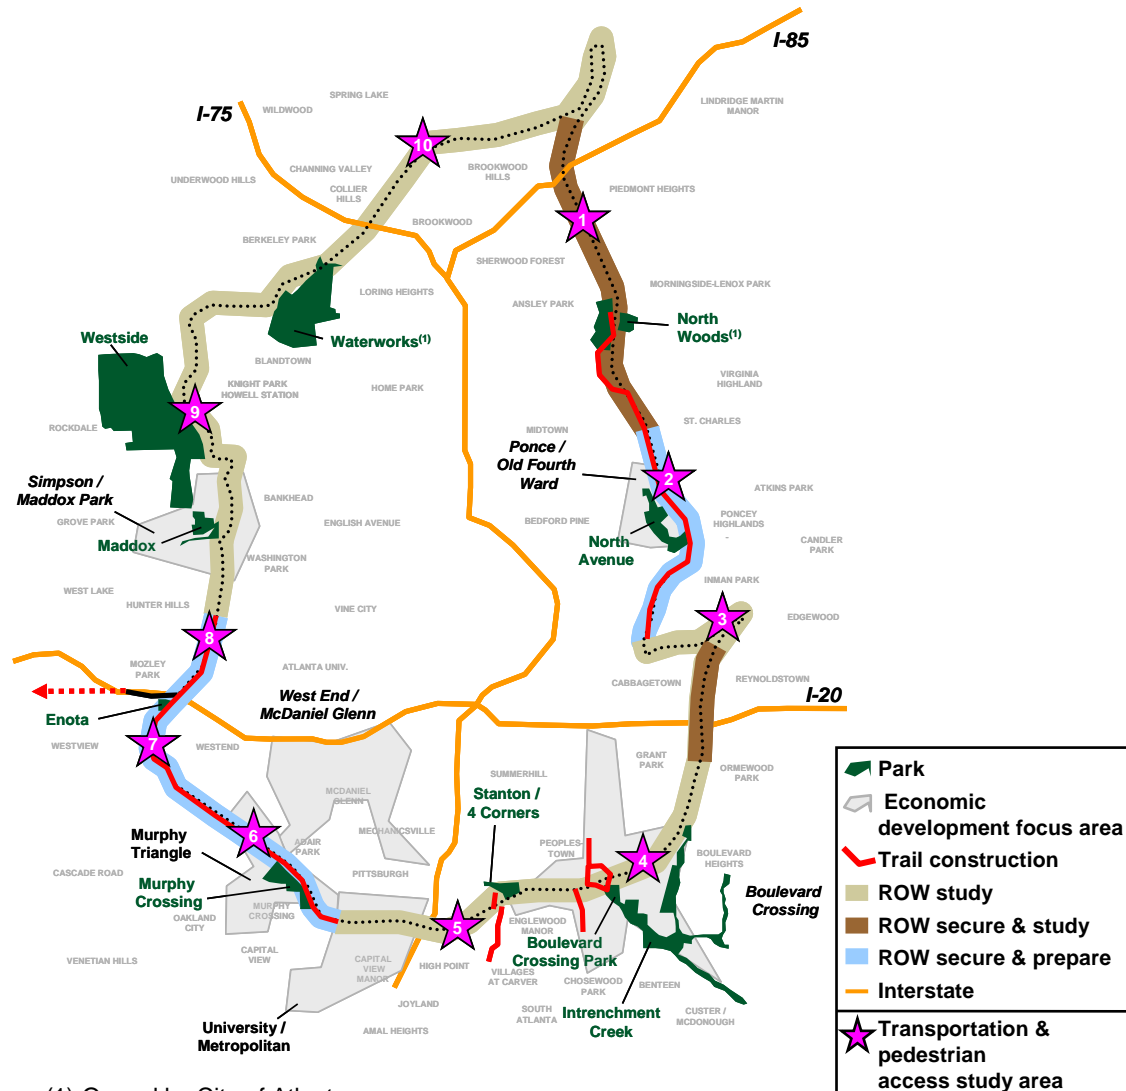 I-85
SPRING LAKE
LINDRIDGE MARTIN
MANOR
WILDWOOD
I-75
10
CHANNING VALLEY
BROOKWOOD
HILLS
UNDERWOOD HILLS
COLLIER
HILLS
PIEDMONT HEIGHTS
1
BROOKWOOD
BERKELEY PARK
SHERWOOD FOREST
MORNINGSIDE-LENOX PARK
LORING HEIGHTS
ANSLEY PARK
North
Woods(1)
Westside
Waterworks(1)
BLANDTOWN
VIRGINIA
HIGHLAND
KNIGHT PARK
HOWELL STATION
HOME PARK
9
ST. CHARLES
ROCKDALE
MIDTOWN
Ponce /
Old Fourth
Ward
2
Simpson /
Maddox Park
ATKINS PARK
BANKHEAD
PONCEY
HIGHLANDS
GROVE PARK
ENGLISH AVENUE
BEDFORD PINE
Maddox
North
Avenue
CANDLER
PARK
WASHINGTON
PARK
INMAN PARK
WEST LAKE
HUNTER HILLS
VINE CITY
3
EDGEWOOD
8
MOZLEY
PARK
ATLANTA UNIV.
CABBAGETOWN
REYNOLDSTOWN
West End /
McDaniel Glenn
I-20
Enota
7
WESTVIEW
WESTEND
GRANT
PARK
ORMEWOOD
PARK
SUMMERHILL
MCDANIEL
GLENN
Stanton /
4 Corners
6
MECHANICSVILLE
Murphy
Triangle
ADAIR
PARK
PEOPLES-
TOWN
4
BOULEVARD
HEIGHTS
CASCADE ROAD
PITTSBURGH
Murphy
Crossing
Boulevard
Crossing
MURPHY
CROSSING
OAKLAND
CITY
5
ENGLEWOOD
MANOR
Boulevard
Crossing Park
CAPITAL
VIEW
VENETIAN HILLS
CAPITAL
VIEW
MANOR
HIGH POINT
VILLAGES
AT CARVER
CHOSEWOOD
PARK
BENTEEN
JOYLAND
SOUTH
ATLANTA
Intrenchment
Creek
CUSTER /
MCDONOUGH
University /
Metropolitan
AMAL HEIGHTS
Park
Economic
development focus area
Trail construction
ROW study
ROW secure & study
ROW secure & prepare
Interstate
Transportation &
pedestrian
access study area